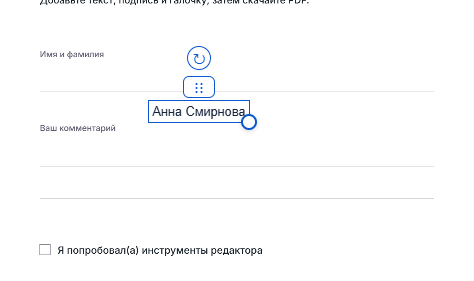 Добавьте текст, подпись и галочку, затем скачайте PDF.
Имя и фамилия
Анна Смирнова
Ваш комментарий
Я попробовал(а) инструменты редактора